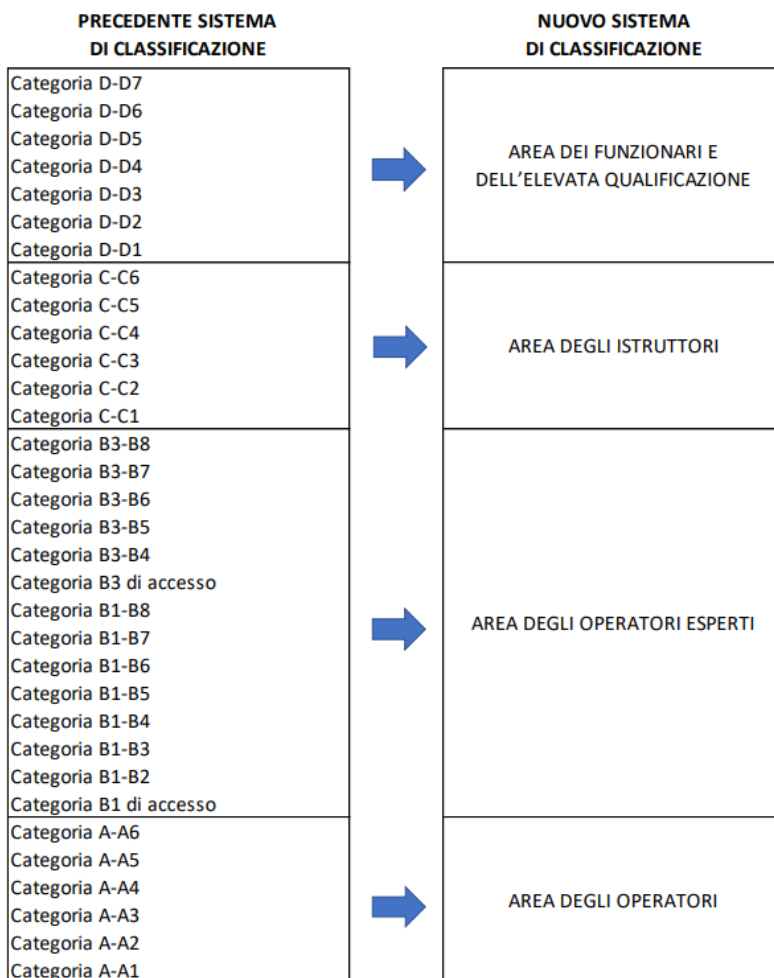 PRECEDENTE SISTEMA
DI CLASSIFICAZIONE
NUOVO SISTEMA
DI CLASSIFICAZIONE
Categoria D-D7
Categoria D-D6
Categoria D-D5
Categoria D-D4
Categoria D-D3
Categoria D-D2
Categoria D-D1
AREA DEI FUNZIONARI E
DELL’ELEVATA QUALIFICAZIONE
Categoria C-C6
Categoria C-C5
Categoria C-C4
Categoria C-C3
Categoria C-C2
Categoria C-C1
AREA DEGLI ISTRUTTORI
Categoria B3-B8
Categoria B3-B7
Categoria B3-B6
Categoria B3-B5
Categoria B3-B4
Categoria B3 di accesso
Categoria B1-B8
Categoria B1-B7
Categoria B1-B6
Categoria B1-B5
Categoria B1-B4
Categoria B1-B3
Categoria B1-B2
Categoria B1 di accesso
AREA DEGLI OPERATORI ESPERTI
Categoria A-A6
Categoria A-A5
Categoria A-A4
Categoria A-A3
Categoria A-A2
Categoria A-A1
AREA DEGLI OPERATORI